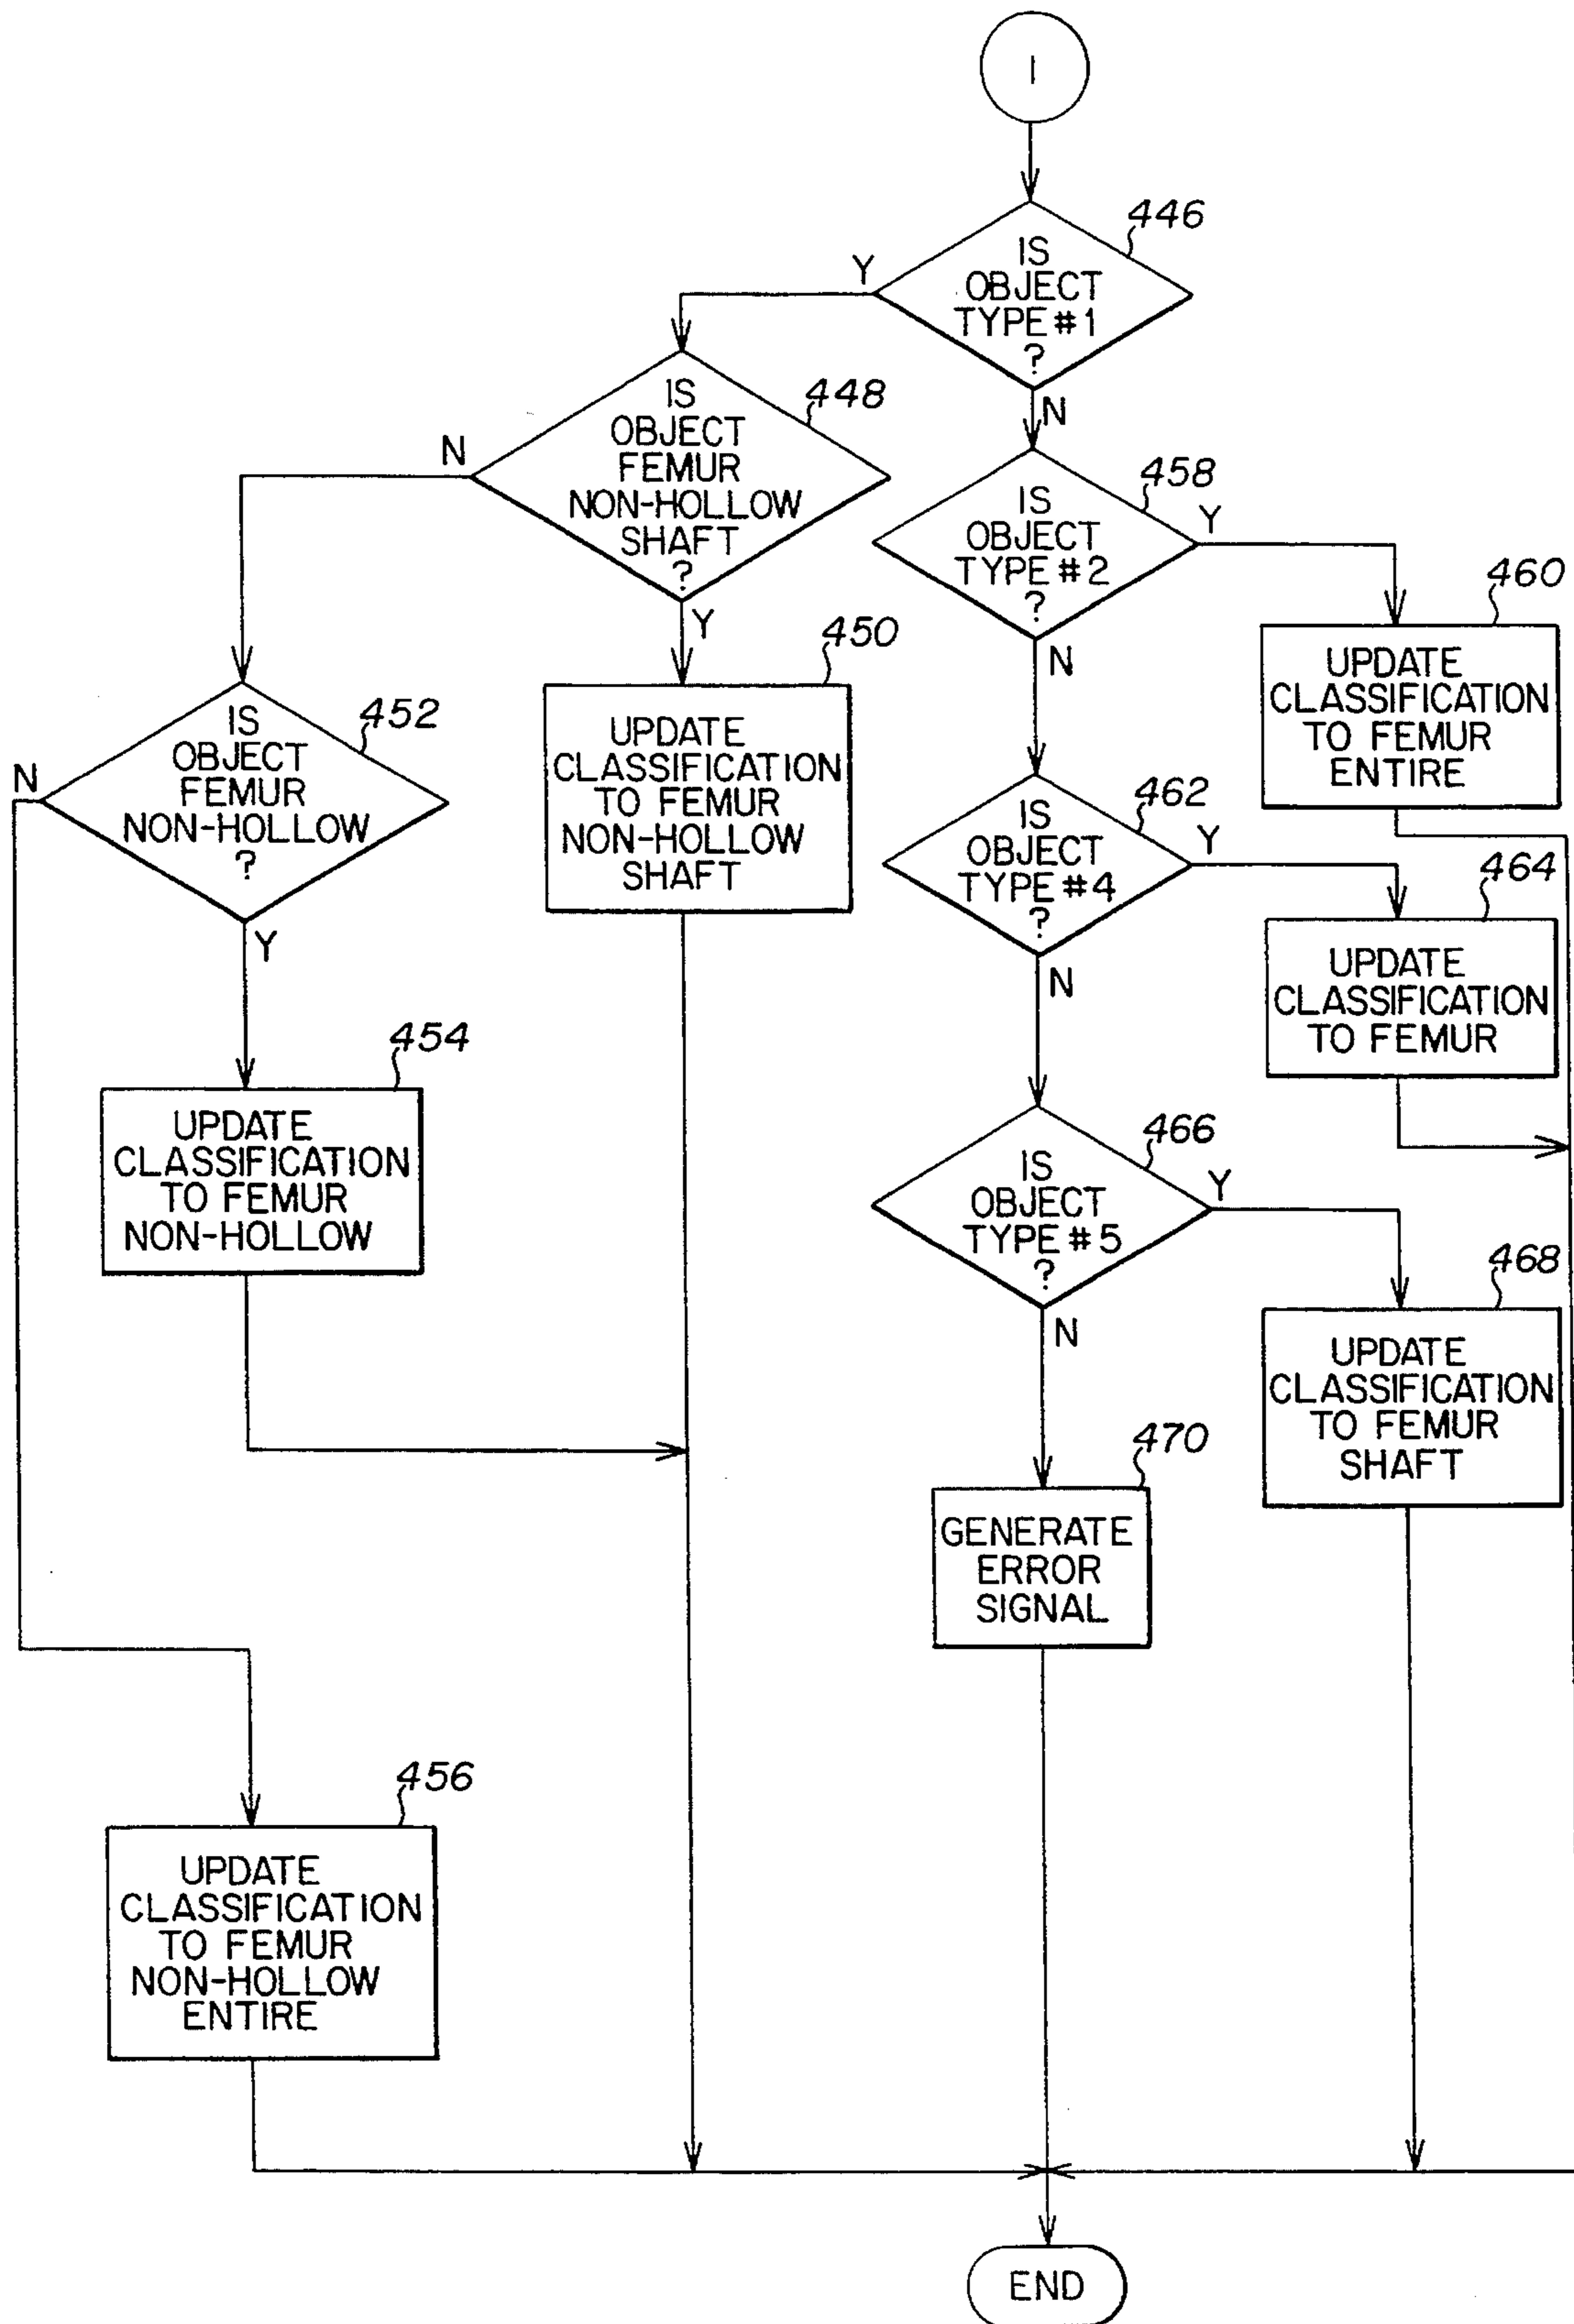 I
446
IS
OBJECT
TYPE #1
?
Y
N
448
IS
OBJECT
FEMUR
NON-HOLLOW
SHAFT
?
N
Y
458
IS
OBJECT
TYPE #2
?
Y
N
460
UPDATE
CLASSIFICATION
TO FEMUR
ENTIRE
450
UPDATE
CLASSIFICATION
TO FEMUR
NON-HOLLOW
SHAFT
452
IS
OBJECT
FEMUR
NON-HOLLOW
?
N
Y
462
IS
OBJECT
TYPE #4
?
Y
N
464
UPDATE
CLASSIFICATION
TO FEMUR
454
UPDATE
CLASSIFICATION
TO FEMUR
NON-HOLLOW
466
IS
OBJECT
TYPE #5
?
Y
N
468
UPDATE
CLASSIFICATION
TO FEMUR
SHAFT
470
GENERATE
ERROR
SIGNAL
456
UPDATE
CLASSIFICATION
TO FEMUR
NON-HOLLOW
ENTIRE
END